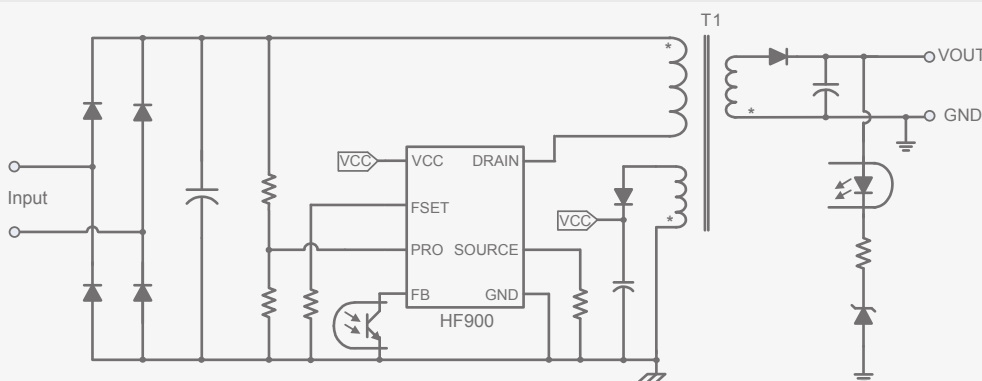 T1
*
VOUT
*
GND
VCC
VCC
DRAIN
Input
FSET
VCC
*
PRO
SOURCE
FB
GND
HF900